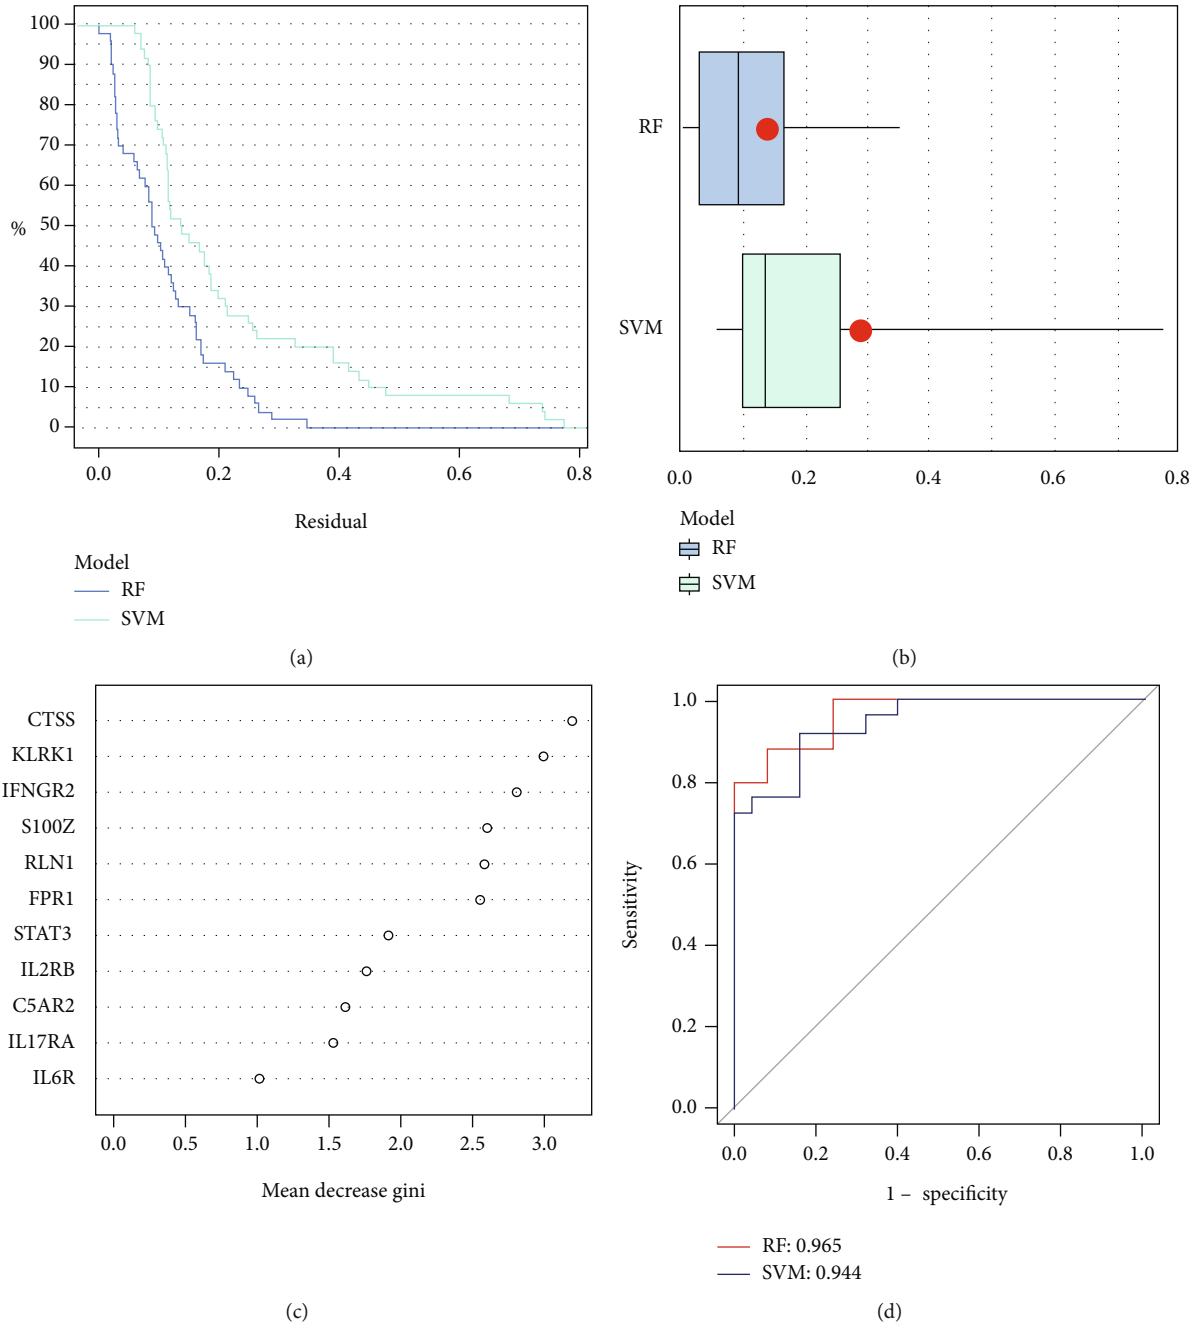 100
90
80
70
60
50
40
30
20
10
0
%
0.0 0.2 0.4 0.6 0.8
Residual
Model
RF
SVM
(a)
RF
SVM
0.0 0.2 0.4 0.6 0.8
Model
RF
SVM
(b)
CTSS
KLRK1
IFNGR2
S100Z
RLN1
FPR1
STAT3
IL2RB
C5AR2
IL17RA
IL6R
0.0 0.5 1.0 1.5 2.0 2.5 3.0
Mean decrease gini
(c)
1.0
0.8
0.6
0.4
0.2
0.0
Sensitivity
0.0 0.2 0.4 0.6 0.8 1.0
1 – specificity
RF: 0.965
SVM: 0.944
(d)